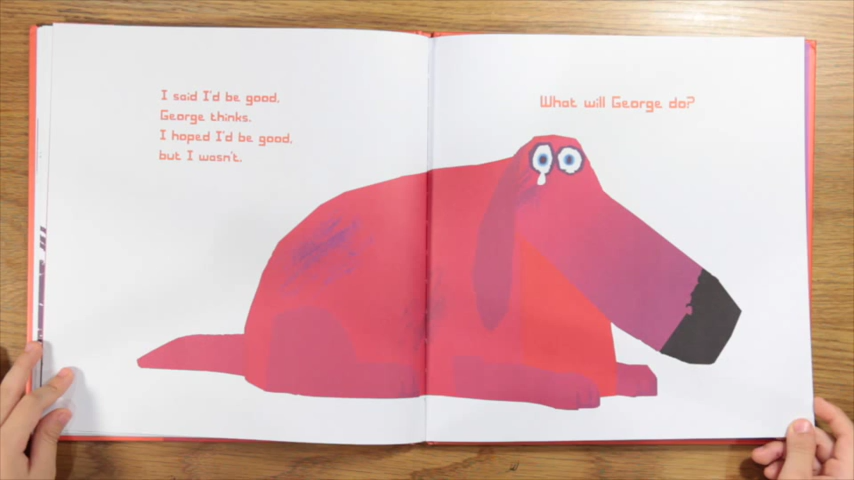 I said I'd be good,
George thinks.
I hoped I'd be good,
but I wasn't.
What will George do?